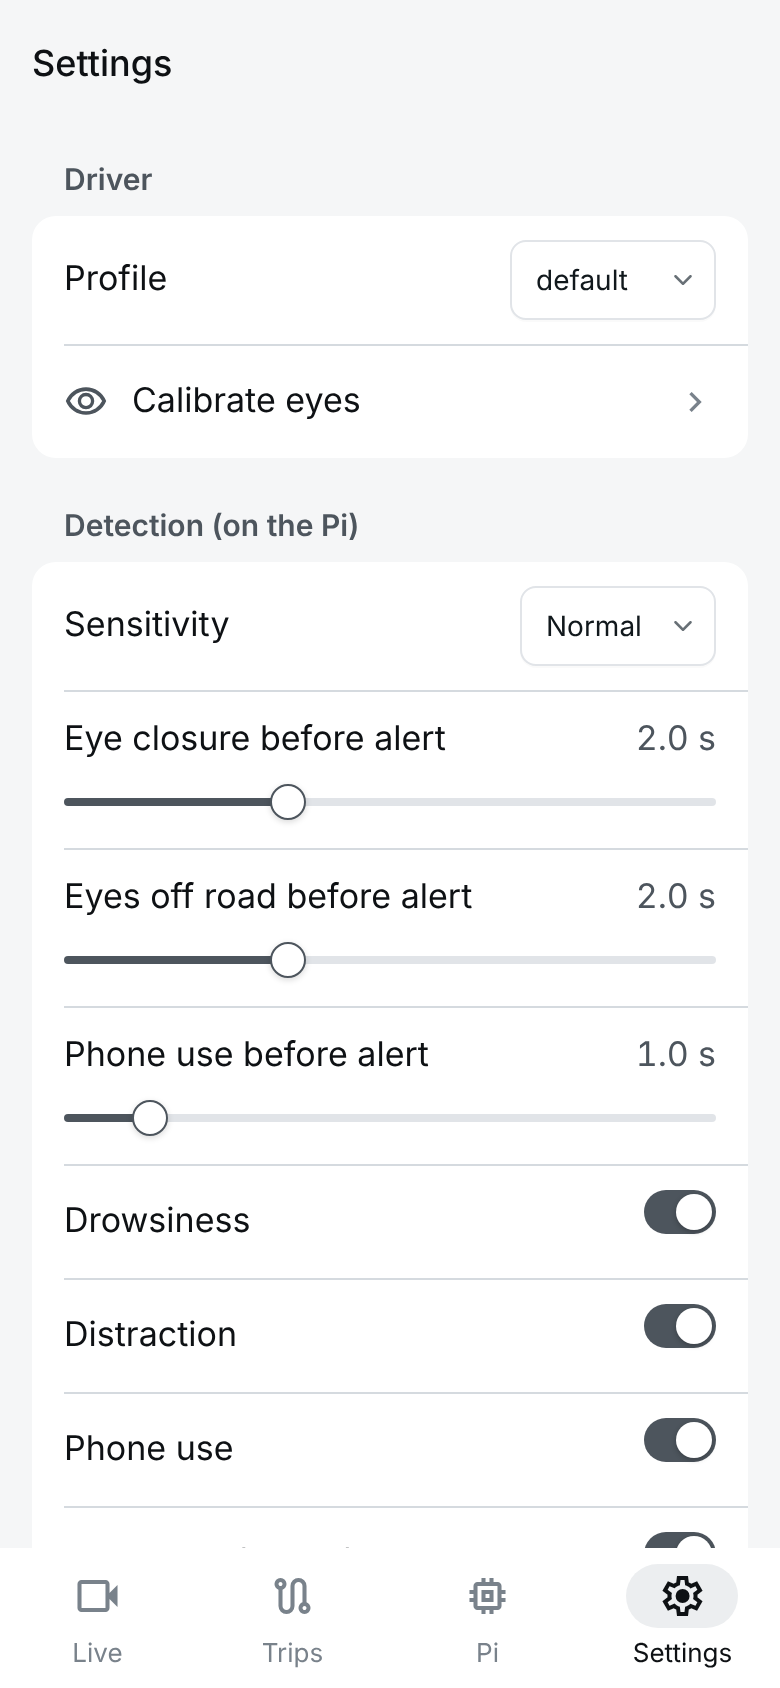 Settings
Driver
Profile
default
Calibrate eyes
Detection (on the Pi)
Sensitivity
Normal
Eye closure before alert
2.0 s
Eyes off road before alert
2.0 s
Phone use before alert
1.0 s
Drowsiness
Distraction
Phone use
Live
Trips
Pi
Settings